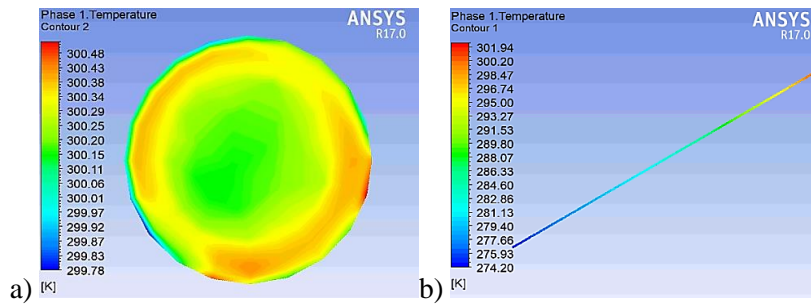 Phase 1.Temperature
Contour 2
ANSYS
R17.0
300.48
300.43
300.38
300.34
300.29
300.25
300.20
300.15
300.11
300.06
300.01
299.97
299.92
299.87
299.83
299.78
[K]
a)
Phase 1.Temperature
Contour 1
ANSYS
R17.0
301.94
300.20
298.47
296.74
295.00
293.27
291.53
289.80
288.07
286.33
284.60
282.86
281.13
279.40
277.66
275.93
274.20
[K]
b)